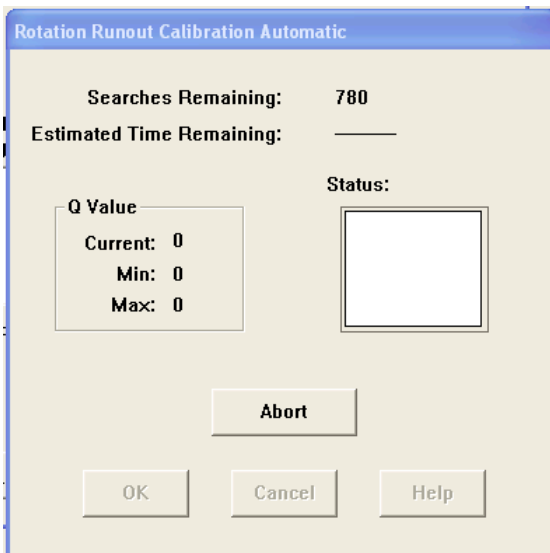 Rotation Runout Calibration Automatic
Searches Remaining: 780
Estimated Time Remaining:
Status:
Q Value
Current: 0
Min: 0
Max: 0
Abort
OK Cancel Help